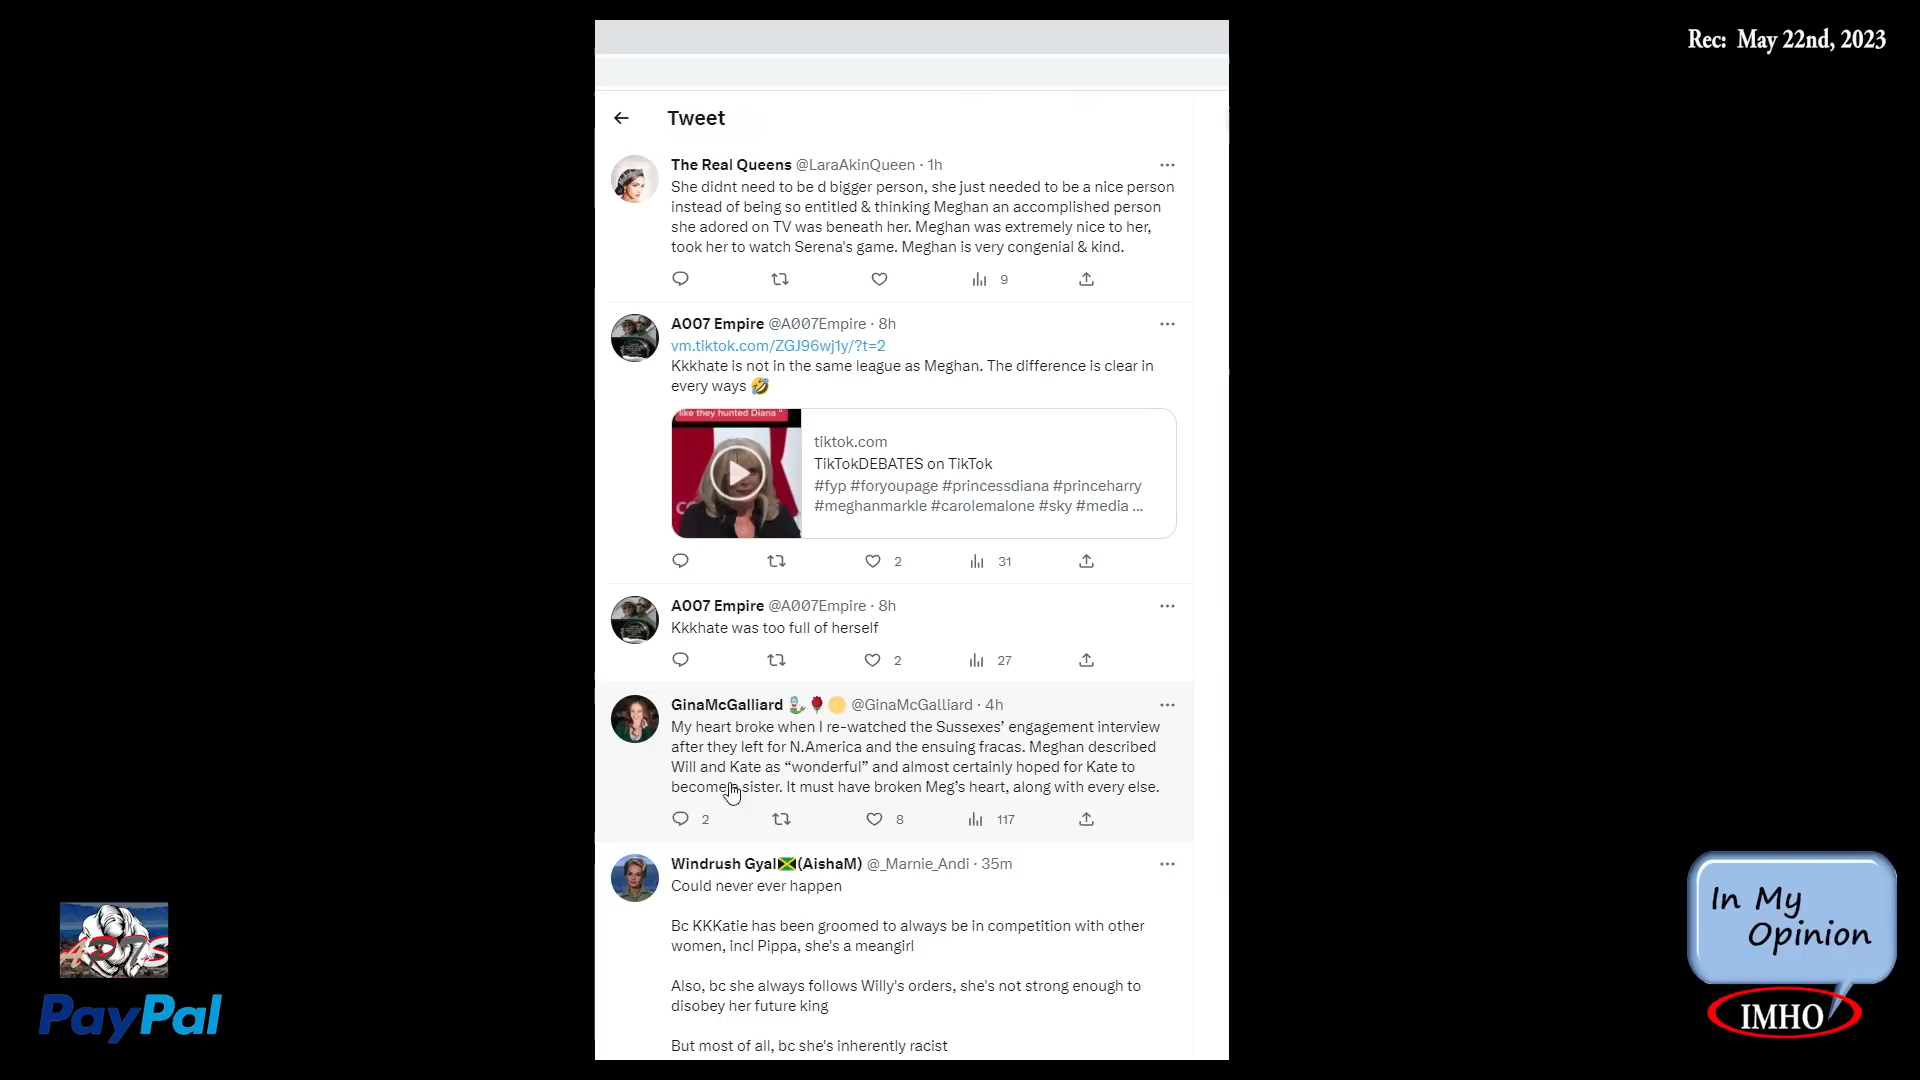 Rec: May 22nd, 2023
Tweet
The Real Queens @LaraAkinQueen · 1h
She didnt need to be d bigger person, she just needed to be a nice person
instead of being so entitled & thinking Meghan an accomplished person
she adored on TV was beneath her. Meghan was extremely nice to her,
took her to watch Serena's game. Meghan is very congenial & kind.
9
A007 Empire @A007Empire · 8h
vm.tiktok.com/ZGJ96wj1y/?t=2
Kkkhate is not in the same league as Meghan. The difference is clear in
every ways 🤣
like they hunted Diana "
tiktok.com
TikTokDEBATES on TikTok
#fyp #foryoupage #princessdiana #princeharry
#meghanmarkle #carolemalone #sky #media ...
2 31
A007 Empire @A007Empire · 8h
Kkkhate was too full of herself
2 27
GinaMcGalliard 🧜🏻‍♀️🌹🌕 @GinaMcGalliard · 4h
My heart broke when I re-watched the Sussexes’ engagement interview
after they left for N.America and the ensuing fracas. Meghan described
Will and Kate as “wonderful” and almost certainly hoped for Kate to
become sister. It must have broken Meg’s heart, along with every else.
2 8 117
Windrush Gyal🇯🇲(AishaM) @_Marnie_Andi · 35m
Could never ever happen
Bc KKKatie has been groomed to always be in competition with other
women, incl Pippa, she's a meangirl
Also, bc she always follows Willy's orders, she's not strong enough to
disobey her future king
But most of all, bc she's inherently racist
PayPal
In My
Opinion
IMHO